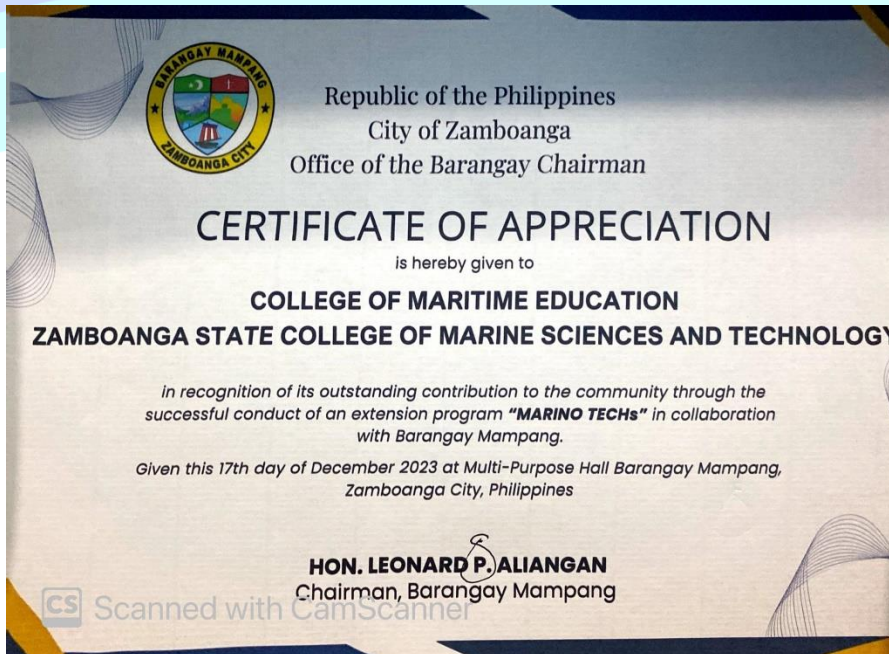 BARANGAY MAMPANG
ZAMBOANGA CITY
Republic of the Philippines
City of Zamboanga
Office of the Barangay Chairman
CERTIFICATE OF APPRECIATION
is hereby given to
COLLEGE OF MARITIME EDUCATION
ZAMBOANGA STATE COLLEGE OF MARINE SCIENCES AND TECHNOLOGY
in recognition of its outstanding contribution to the community through the
successful conduct of an extension program “MARINO TECHs” in collaboration
with Barangay Mampang.
Given this 17th day of December 2023 at Multi-Purpose Hall Barangay Mampang,
Zamboanga City, Philippines
HON. LEONARD P. ALIANGAN
Chairman, Barangay Mampang
CS Scanned with CamScanner